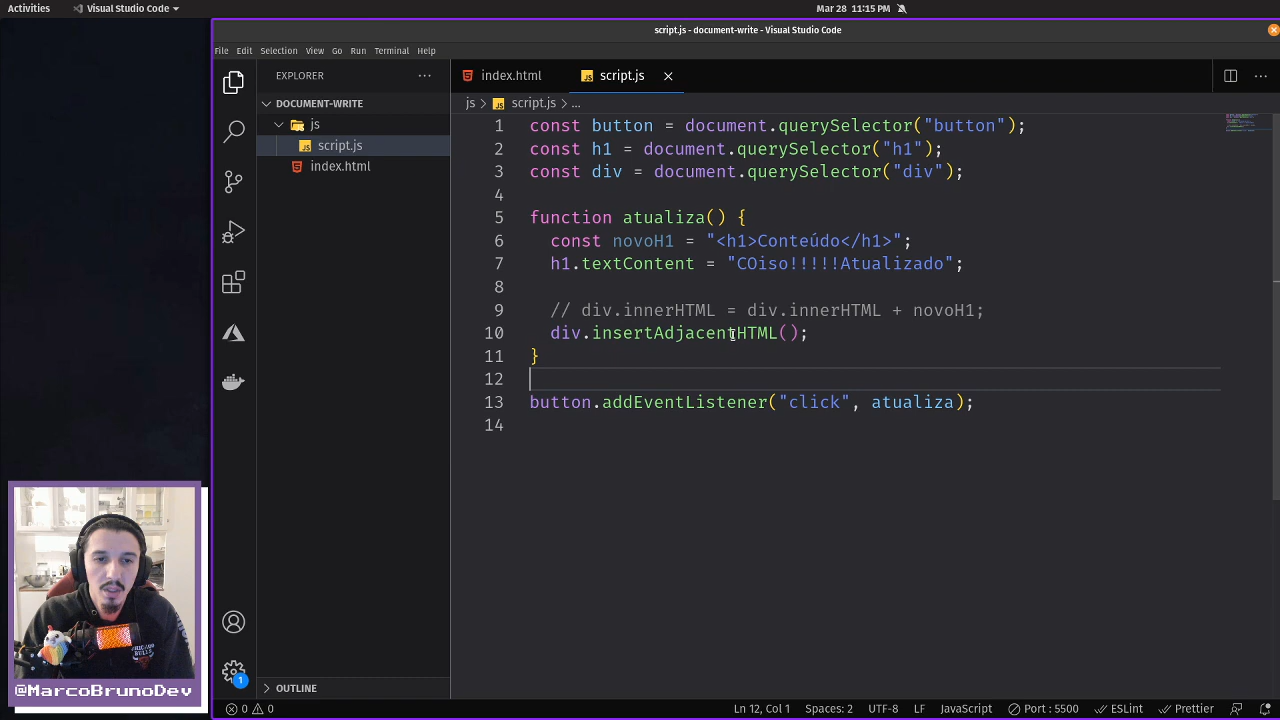 Activities
Visual Studio Code
Mar 28 11:15 PM
script.js - document-write - Visual Studio Code
File Edit Selection View Go Run Terminal Help
EXPLORER
DOCUMENT-WRITE
js
script.js
index.html
OUTLINE
index.html
script.js
js > script.js > ...
1 const button = document.querySelector("button");
2 const h1 = document.querySelector("h1");
3 const div = document.querySelector("div");
4
5 function atualiza() {
6 const novoH1 = "<h1>Conteúdo</h1>";
7 h1.textContent = "COiso!!!!!Atualizado";
8
9 // div.innerHTML = div.innerHTML + novoH1;
10 div.insertAdjacentHTML();
11 }
12
13 button.addEventListener("click", atualiza);
14
CHICAGO
BULLS
@MarcoBrunoDev
1
0 0
Ln 12, Col 1
Spaces: 2
UTF-8
LF
JavaScript
Port : 5500
ESLint
Prettier